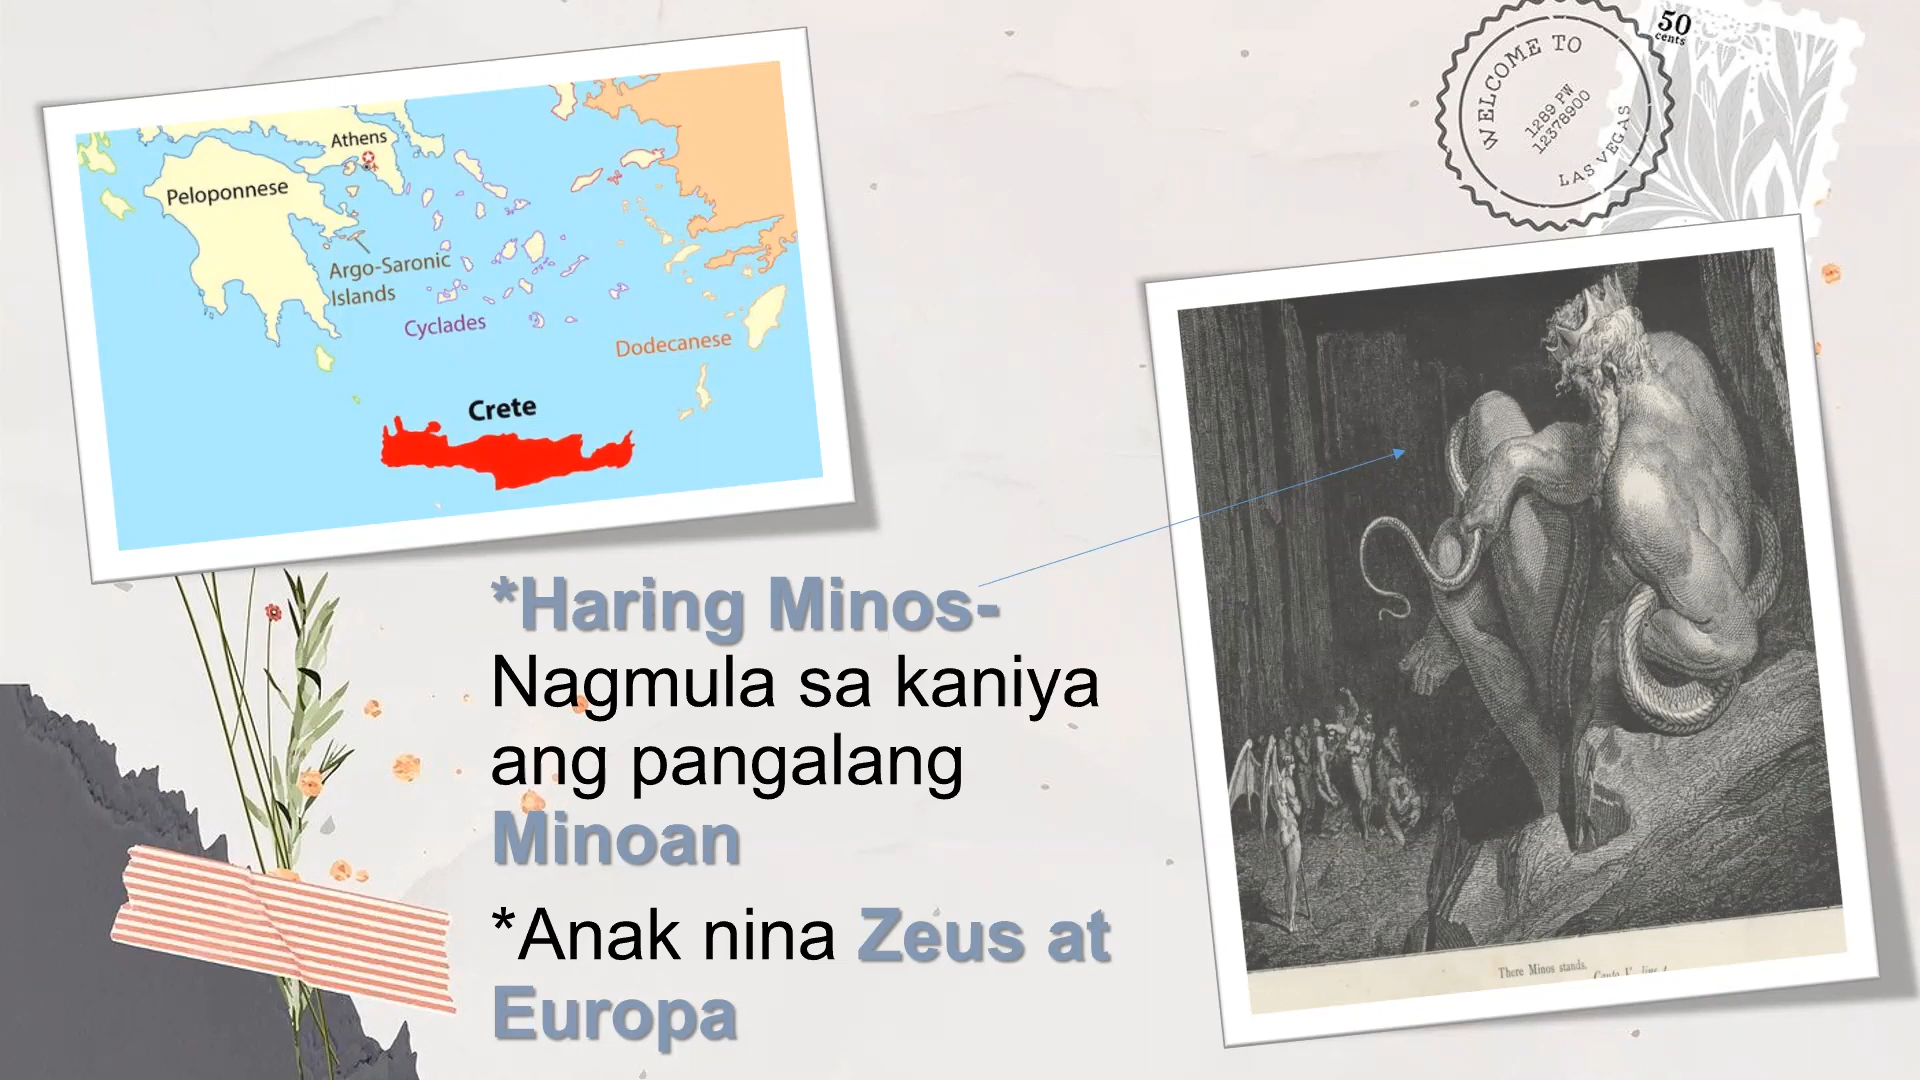 Athens
Peloponnese
Argo-Saronic
Islands
Cyclades
Dodecanese
Crete
50
cents
WELCOME TO
1289 PW
12378900
LAS VEGAS
*Haring Minos-
Nagmula sa kaniya
ang pangalang
Minoan
*Anak nina Zeus at
Europa
There Minos stands.
Canto V.